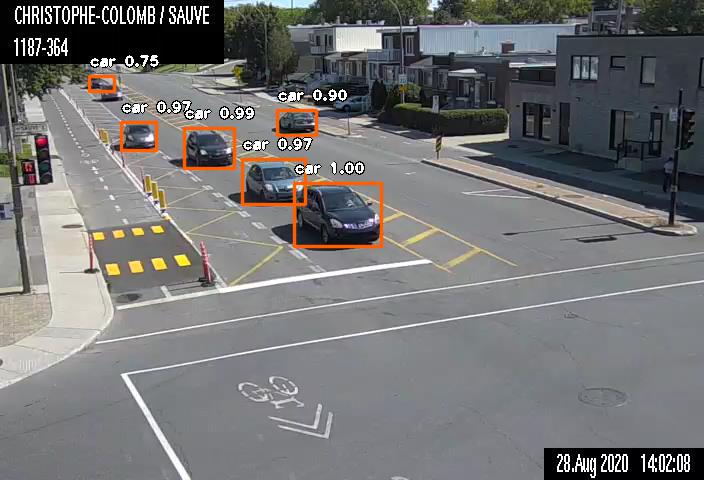 CHRISTOPHE-COLOMB / SAUVE
1187-364
car 0.75
car 0.97
car 0.99
car 0.90
car 0.97
car 1.00
28.Aug 2020 14:02:08